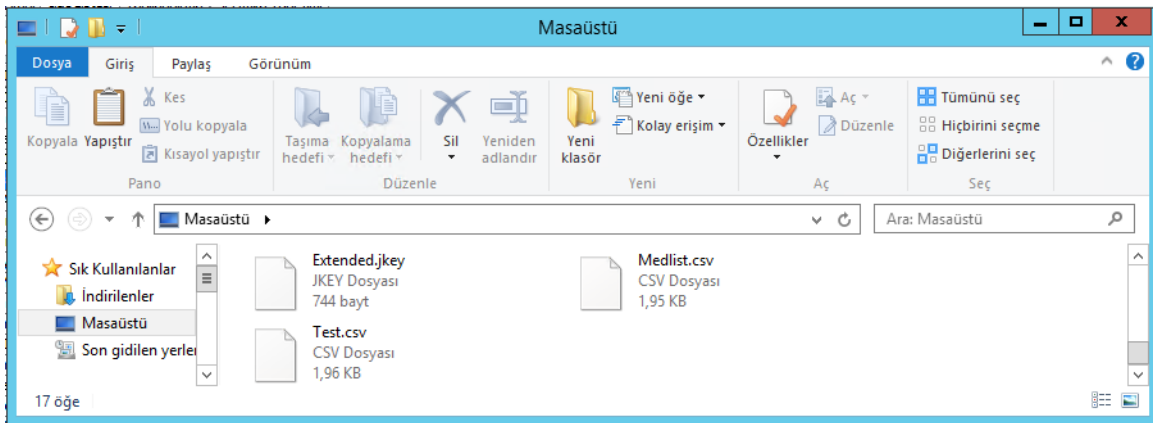 Masaüstü
Dosya Giriş Paylaş Görünüm
Kopyala
Yapıştır
Kes
Yolu kopyala
Kısayol yapıştır
Pano
Taşıma hedefi
Kopyalama hedefi
Sil
Yeniden adlandır
Düzenle
Yeni klasör
Yeni öğe
Kolay erişim
Yeni
Özellikler
Aç
Düzenle
Aç
Tümünü seç
Hiçbirini seçme
Diğerlerini seç
Seç
Masaüstü
Ara: Masaüstü
Sık Kullanılanlar
İndirilenler
Masaüstü
Son gidilen yerler
Extended.jkey
JKEY Dosyası
744 bayt
Medlist.csv
CSV Dosyası
1,95 KB
Test.csv
CSV Dosyası
1,96 KB
17 öğe